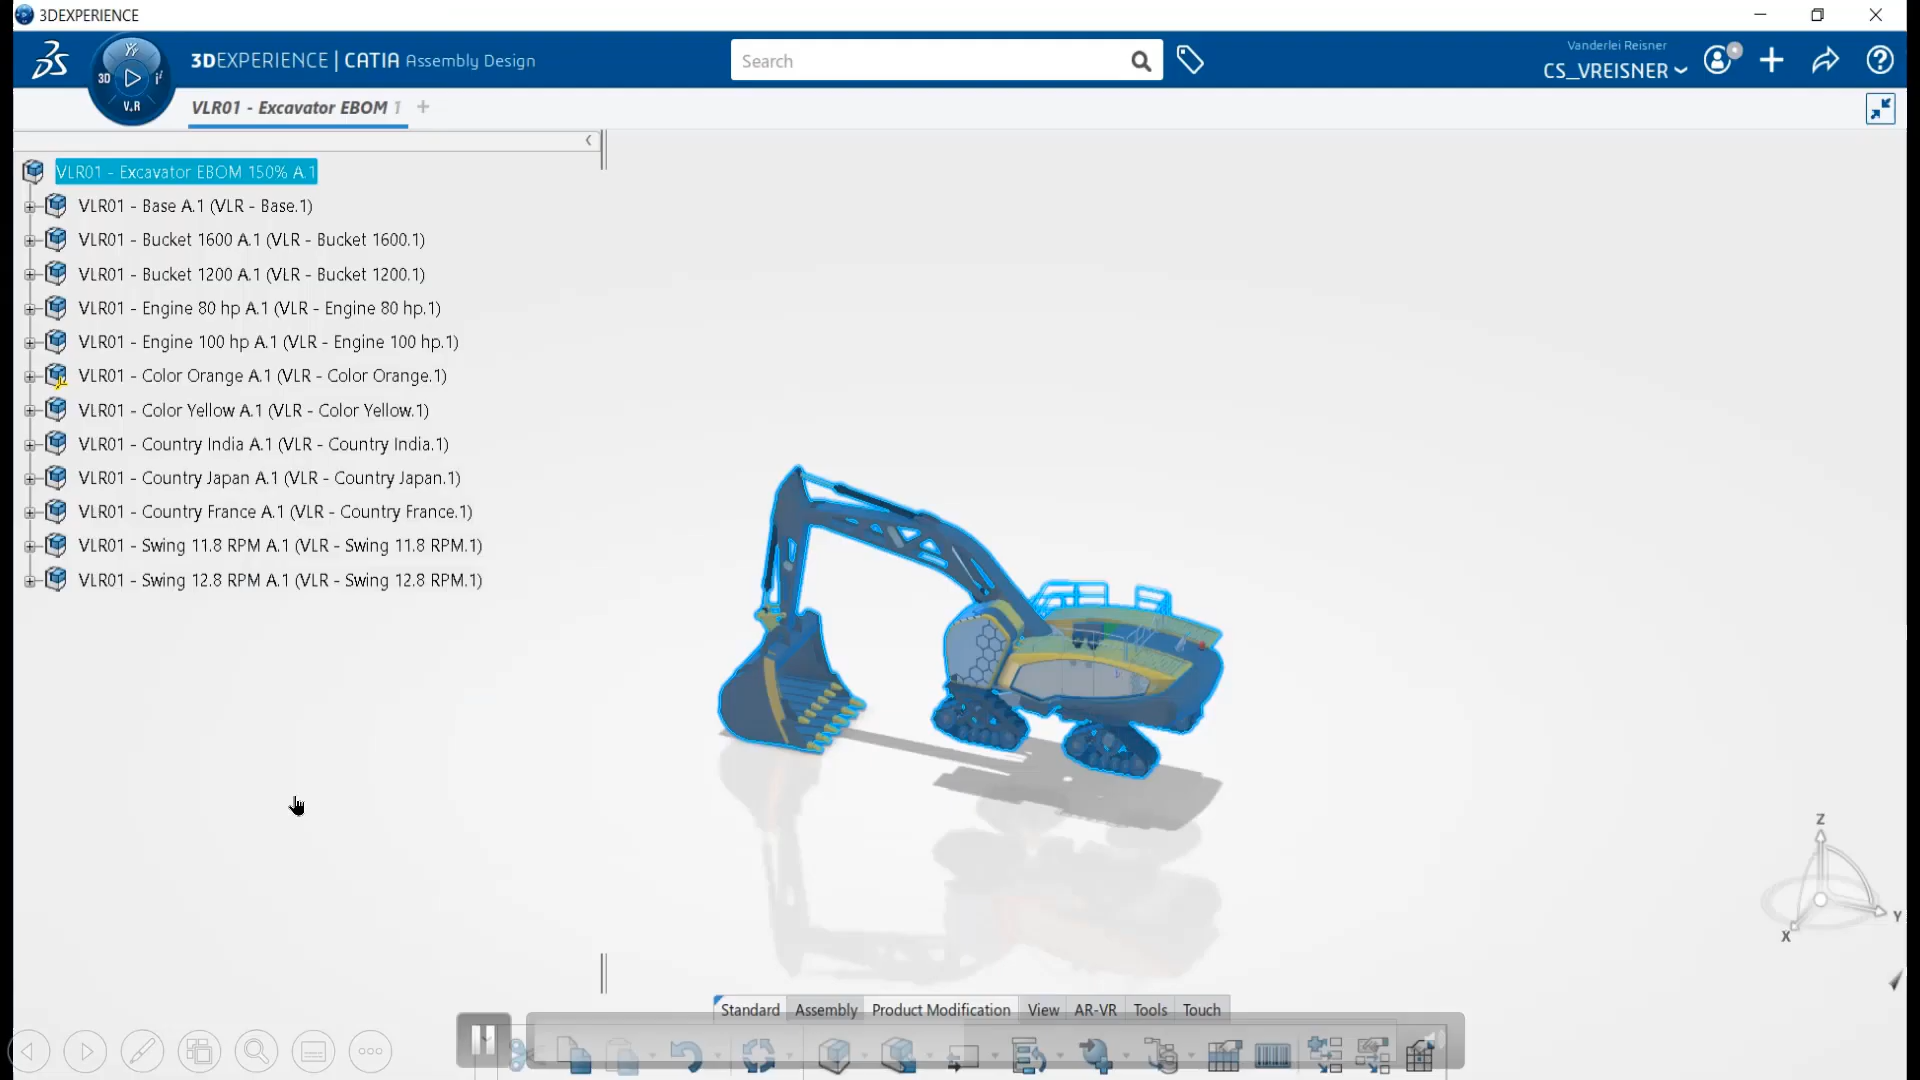 3DEXPERIENCE
3DEXPERIENCE | CATIA Assembly Design
Search
Vanderlei Reisner
CS_VREISNER
3D
V.R
VLR01 - Excavator EBOM 1
VLR01 - Excavator EBOM 150% A.1
VLR01 - Base A.1 (VLR - Base.1)
VLR01 - Bucket 1600 A.1 (VLR - Bucket 1600.1)
VLR01 - Bucket 1200 A.1 (VLR - Bucket 1200.1)
VLR01 - Engine 80 hp A.1 (VLR - Engine 80 hp.1)
VLR01 - Engine 100 hp A.1 (VLR - Engine 100 hp.1)
VLR01 - Color Orange A.1 (VLR - Color Orange.1)
VLR01 - Color Yellow A.1 (VLR - Color Yellow.1)
VLR01 - Country India A.1 (VLR - Country India.1)
VLR01 - Country Japan A.1 (VLR - Country Japan.1)
VLR01 - Country France A.1 (VLR - Country France.1)
VLR01 - Swing 11.8 RPM A.1 (VLR - Swing 11.8 RPM.1)
VLR01 - Swing 12.8 RPM A.1 (VLR - Swing 12.8 RPM.1)
Z
Y
X
Standard Assembly Product Modification View AR-VR Tools Touch